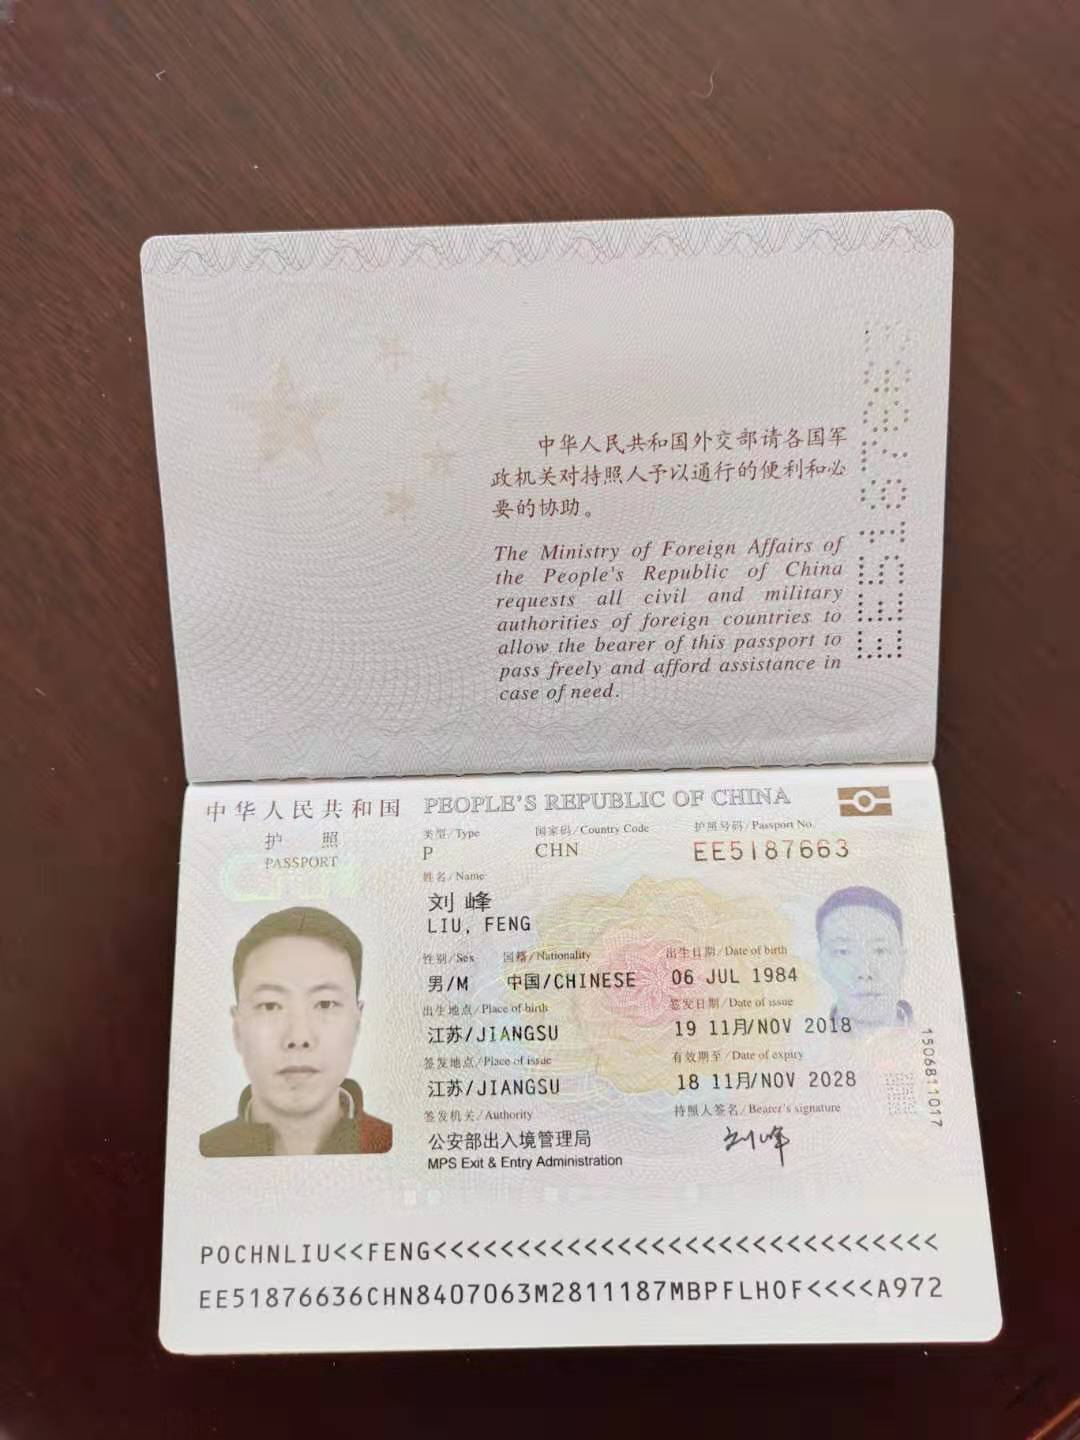 中华人民共和国外交部请各国军
政机关对持照人予以通行的便利和必
要的协助。
The Ministry of Foreign Affairs of
the People's Republic of China
requests all civil and military
authorities of foreign countries to
allow the bearer of this passport to
pass freely and afford assistance in
case of need.
EE5187663
中华人民共和国 PEOPLE'S REPUBLIC OF CHINA
护照
PASSPORT
类型/Type 国家码/Country Code 护照号码/Passport No.
P CHN EE5187663
姓名/Name
刘峰
LIU, FENG
性别/Sex 国籍/Nationality 出生日期/Date of birth
男/M 中国/CHINESE 06 JUL 1984
出生地点/Place of birth 签发日期/Date of issue
江苏/JIANGSU 19 11月/NOV 2018
签发地点/Place of issue 有效期至/Date of expiry
江苏/JIANGSU 18 11月/NOV 2028
签发机关/Authority 持照人签名/Bearer's signature
公安部出入境管理局 刘峰
MPS Exit & Entry Administration
1506811017
POCHNLIU<<FENG<<<<<<<<<<<<<<<<<<<<<<<<<<<<<<
EE51876636CHN8407063M2811187MBPFLHOF<<<<A972